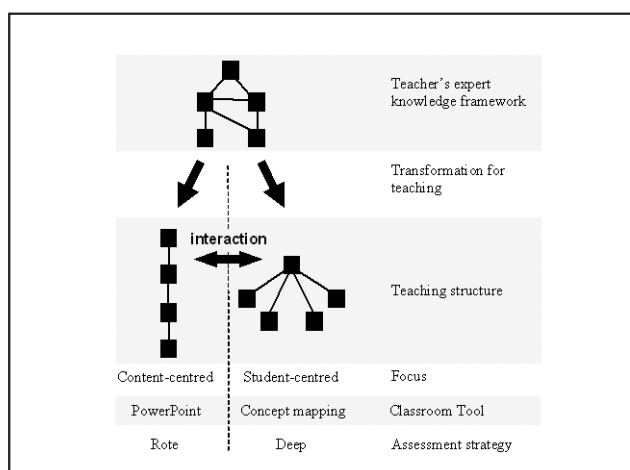 Teacher's expert
knowledge framework
Transformation for
teaching
interaction
Teaching structure
Content-centred Student-centred Focus
PowerPoint Concept mapping Classroom Tool
Rote Deep Assessment strategy